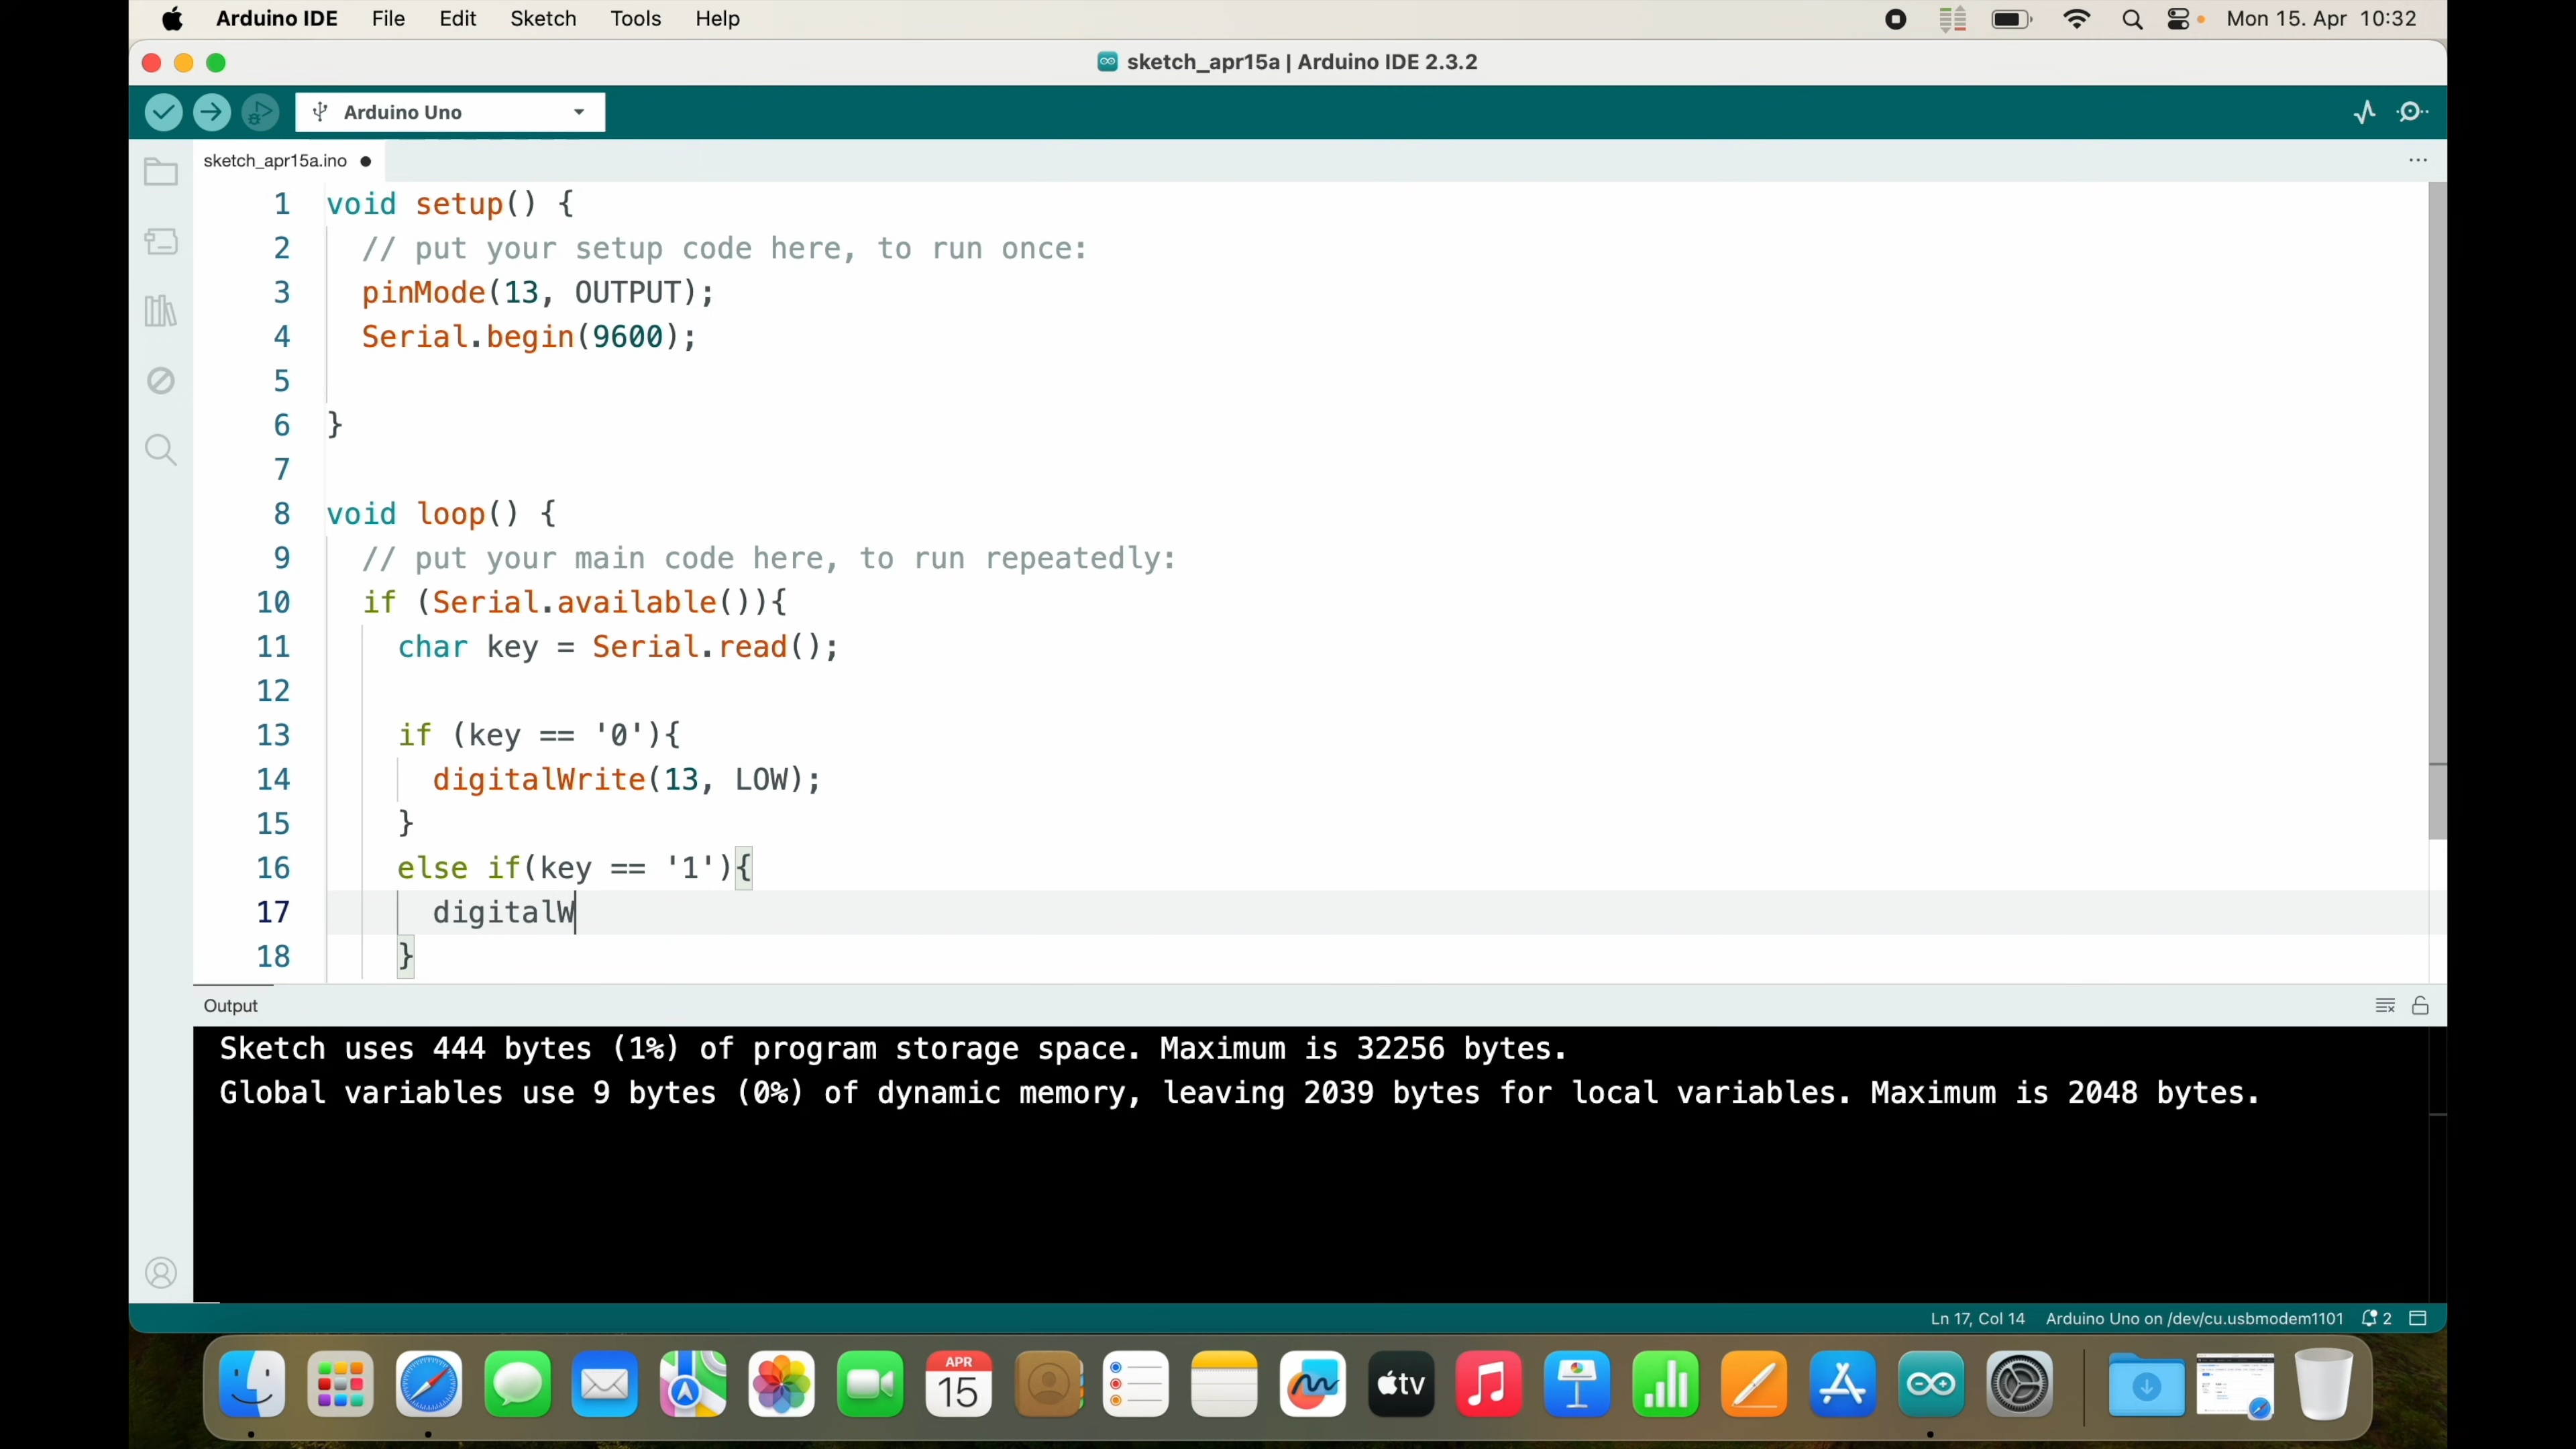 Arduino IDE File Edit Sketch Tools Help Mon 15. Apr 10:32
sketch_apr15a | Arduino IDE 2.3.2
Arduino Uno
sketch_apr15a.ino
1 void setup() {
2 // put your setup code here, to run once:
3 pinMode(13, OUTPUT);
4 Serial.begin(9600);
5
6 }
7
8 void loop() {
9 // put your main code here, to run repeatedly:
10 if (Serial.available()){
11 char key = Serial.read();
12
13 if (key == '0'){
14 digitalWrite(13, LOW);
15 }
16 else if(key == '1'){
17 digitalW
18 }
Output
Sketch uses 444 bytes (1%) of program storage space. Maximum is 32256 bytes.
Global variables use 9 bytes (0%) of dynamic memory, leaving 2039 bytes for local variables. Maximum is 2048 bytes.
Ln 17, Col 14 Arduino Uno on /dev/cu.usbmodem1101 2
APR
15
tv